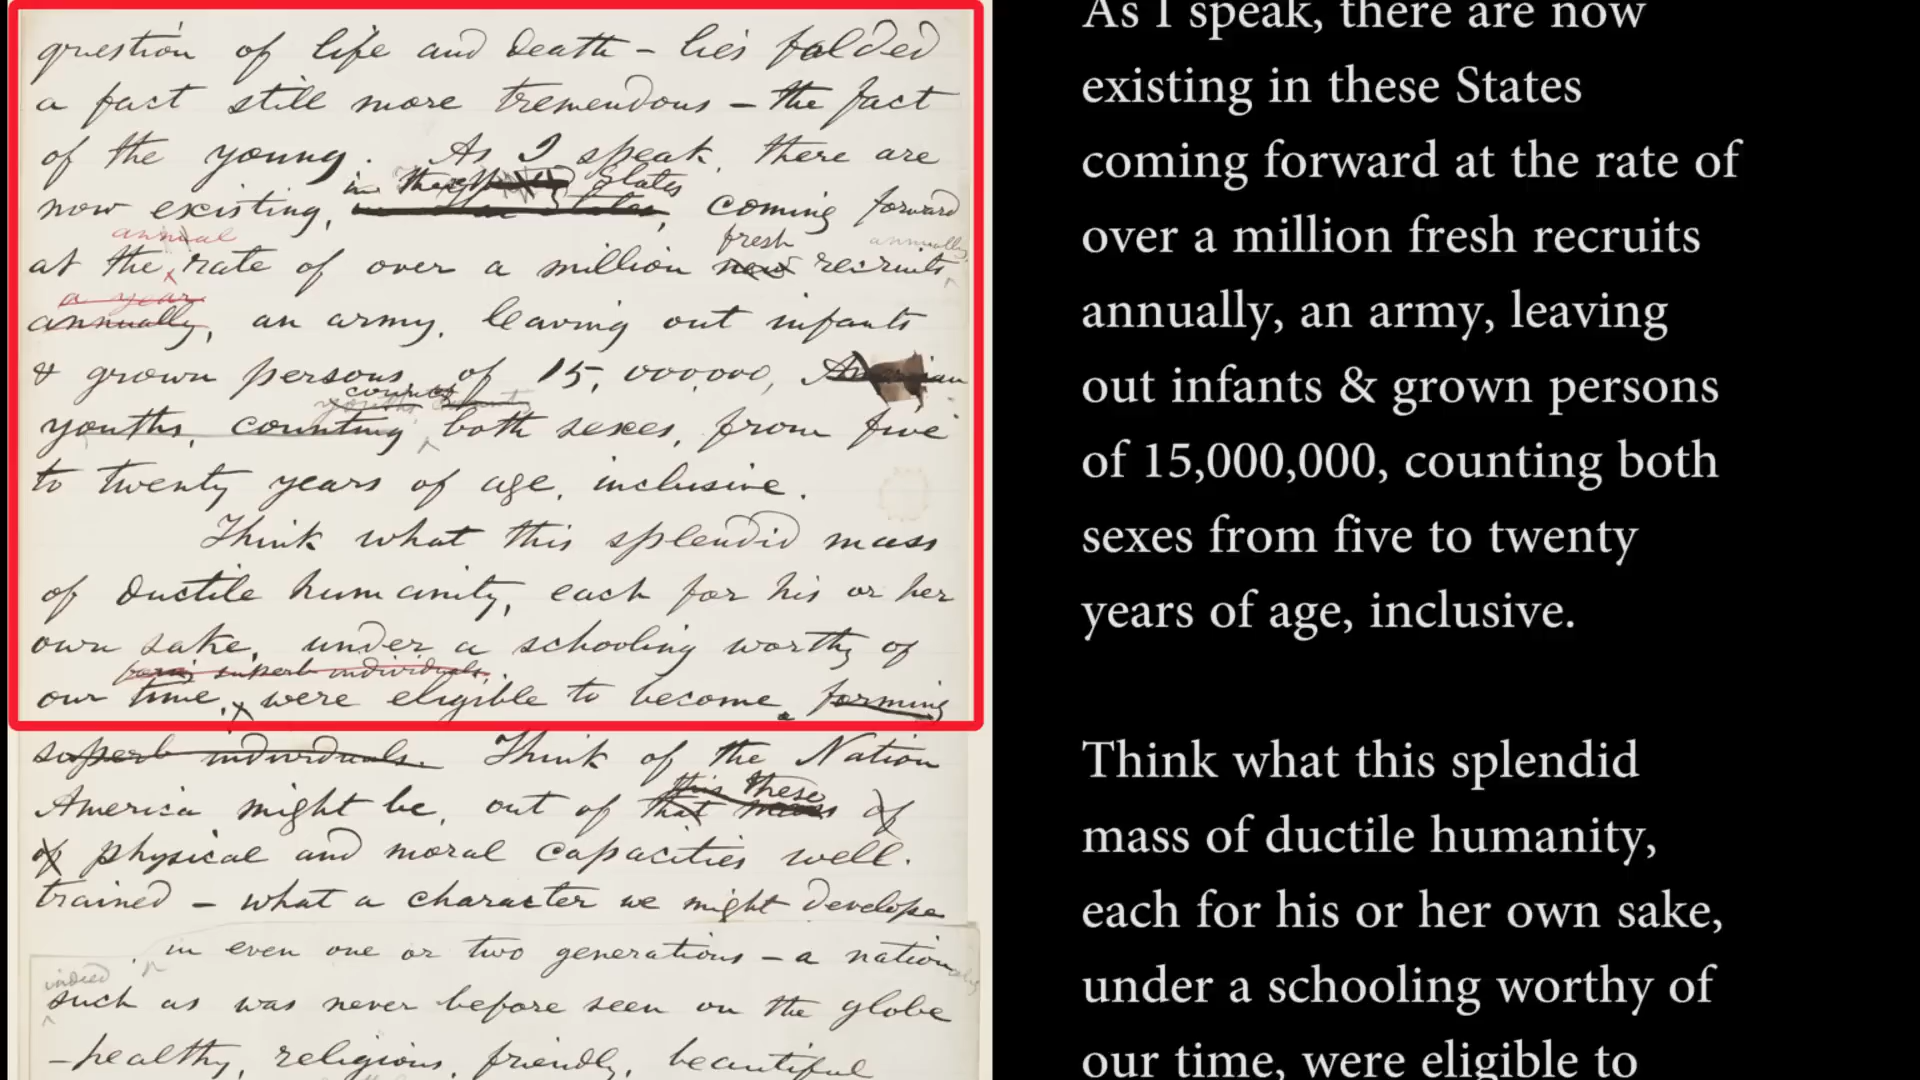 question of life and death – lies folded
a fact still more tremendous – the fact
of the young. As I speak, there are
in these States
now existing, in the States, coming forward
annual fresh annually
at the rate of over a million new recruits
a year
annually, an army, leaving out infants
& grown persons of 15,000,000, American
youths, counting both sexes, from five
to twenty years of age, inclusive.
Think what this splendid mass
of ductile humanity, each for his or her
own sake, under a schooling worthy of
superb individuals,
our time, were eligible to become forming
superb individuals. Think of the Nation
this these
America might be, out of that mass of
of physical and moral capacities well-
trained – what a character we might develope
in even one or two generations – a nation
indeed
such as was never before seen on the globe
– healthy, religious, friendly, beautiful
As I speak, there are now
existing in these States
coming forward at the rate of
over a million fresh recruits
annually, an army, leaving
out infants & grown persons
of 15,000,000, counting both
sexes from five to twenty
years of age, inclusive.
Think what this splendid
mass of ductile humanity,
each for his or her own sake,
under a schooling worthy of
our time, were eligible to